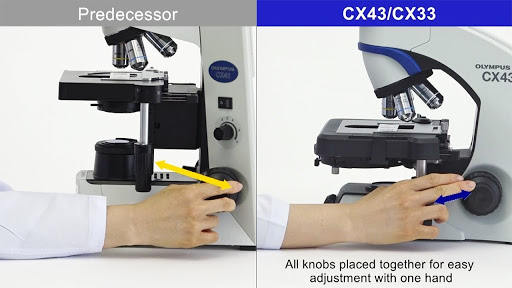 Predecessor
CX43/CX33
OLYMPUS
CX41
OLYMPUS
CX43
All knobs placed together for easy
adjustment with one hand